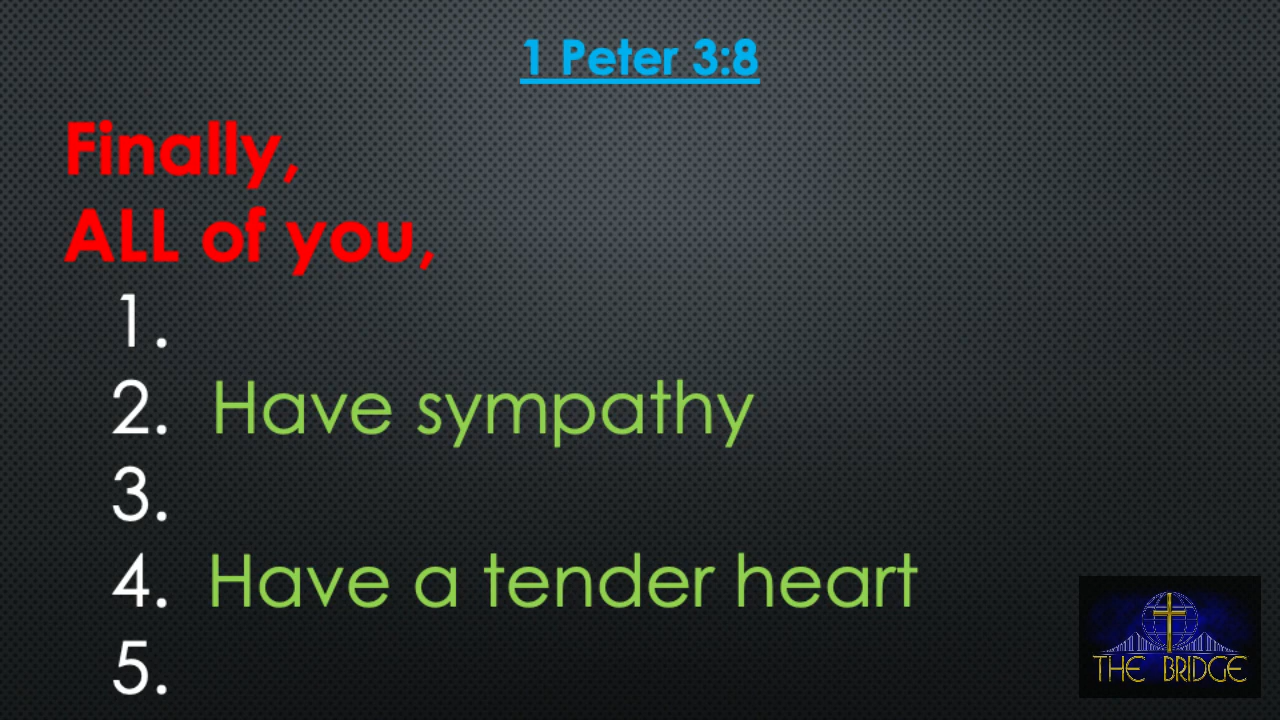 1 Peter 3:8
Finally,
ALL of you,
1.
2. Have sympathy
3.
4. Have a tender heart
5.
THE BRIDGE